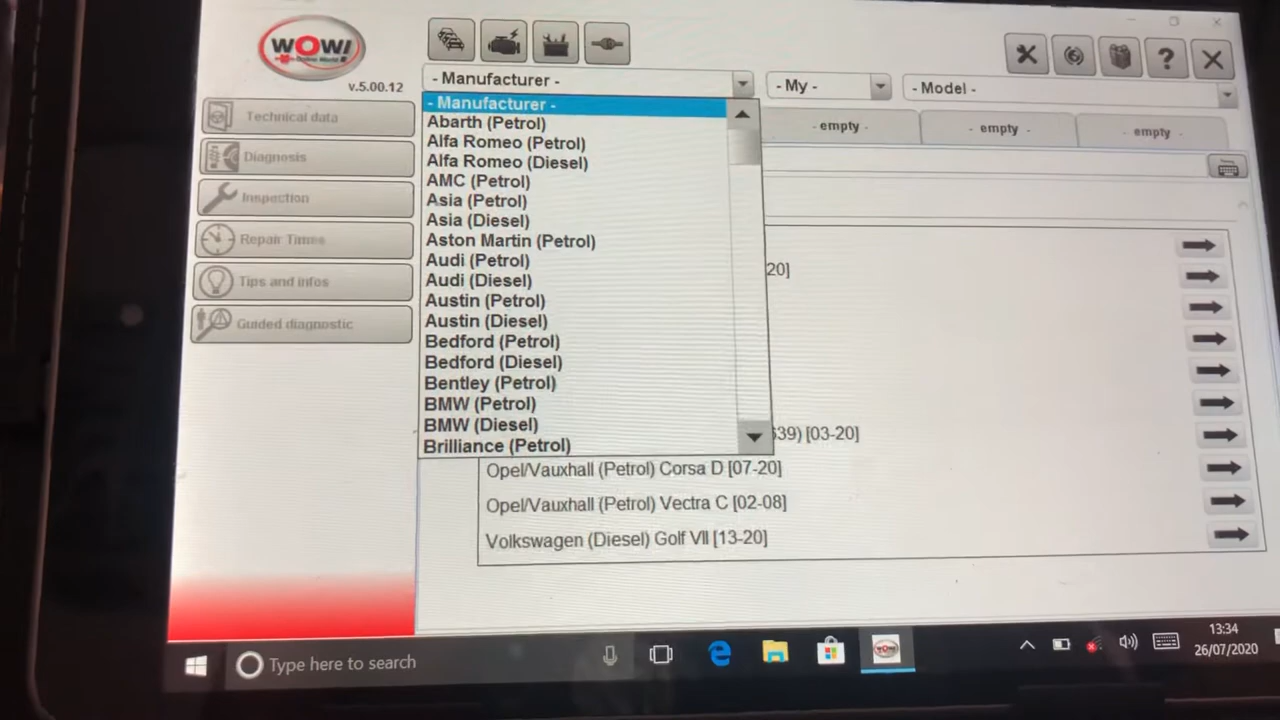 WOW!
v.5.00.12
- Manufacturer -
- My -
- Model -
Technical data
Diagnosis
Inspection
Repair Times
Tips and infos
Guided diagnostic
- Manufacturer -
Abarth (Petrol)
Alfa Romeo (Petrol)
Alfa Romeo (Diesel)
AMC (Petrol)
Asia (Petrol)
Asia (Diesel)
Aston Martin (Petrol)
Audi (Petrol)
Audi (Diesel)
Austin (Petrol)
Austin (Diesel)
Bedford (Petrol)
Bedford (Diesel)
Bentley (Petrol)
BMW (Petrol)
BMW (Diesel)
Brilliance (Petrol)
- empty -
- empty -
empty
20]
639) [03-20]
Opel/Vauxhall (Petrol) Corsa D [07-20]
Opel/Vauxhall (Petrol) Vectra C [02-08]
Volkswagen (Diesel) Golf VII [13-20]
Type here to search
13:34
26/07/2020